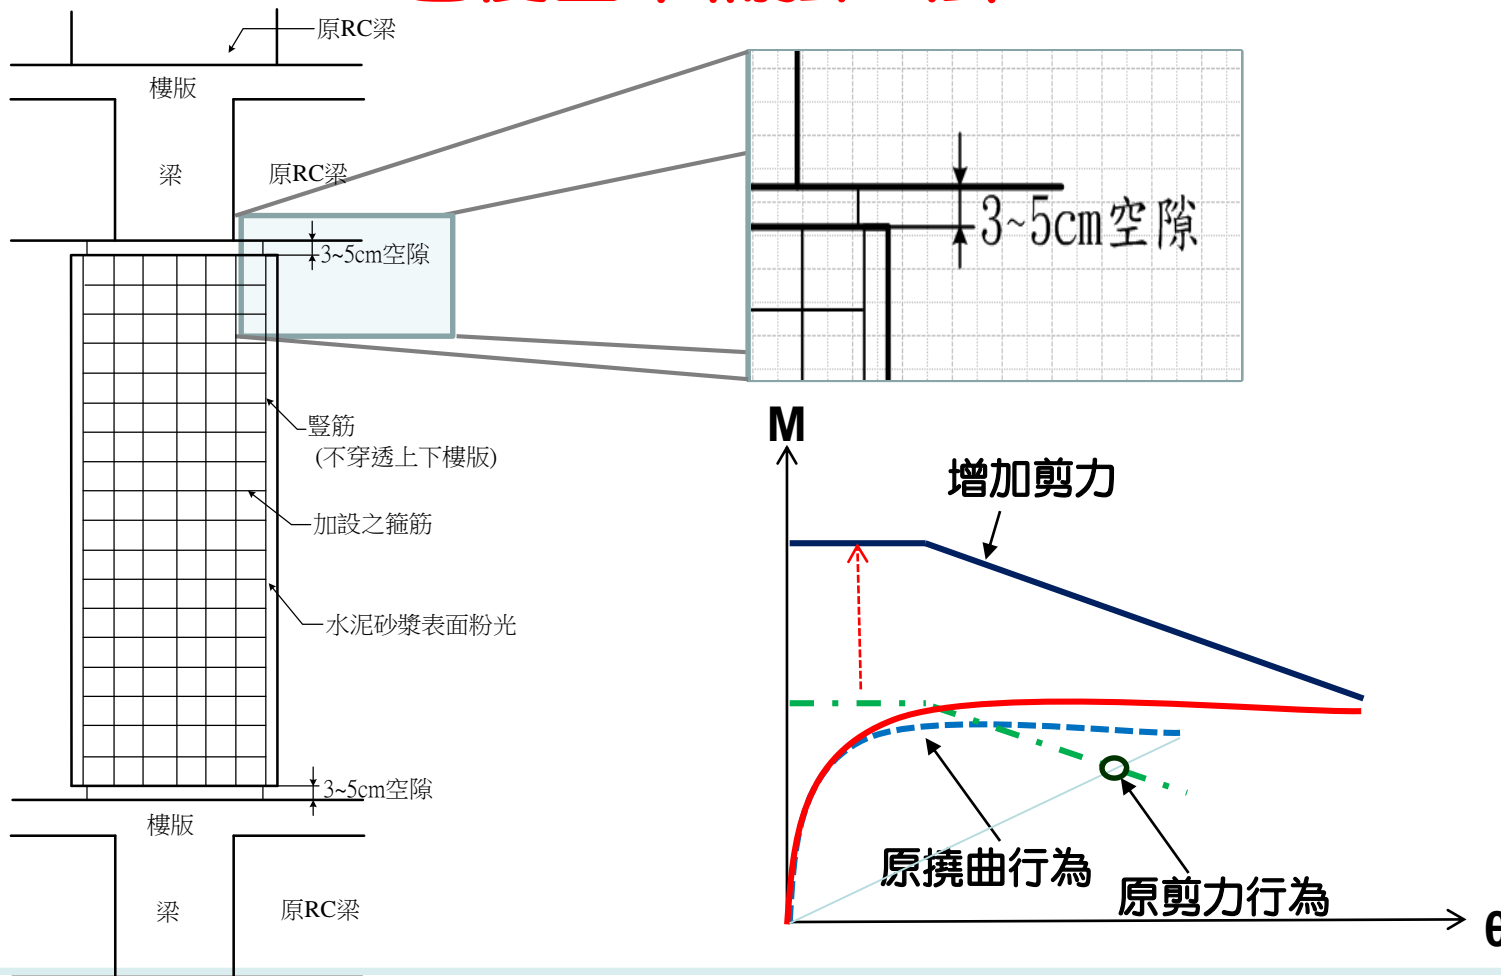 原RC梁
樓版
梁
原RC梁
3~5cm空隙
3~5cm空隙
豎筋
(不穿透上下樓版)
加設之箍筋
水泥砂漿表面粉光
3~5cm空隙
樓版
梁
原RC梁
M
增加剪力
原撓曲行為
原剪力行為
θ